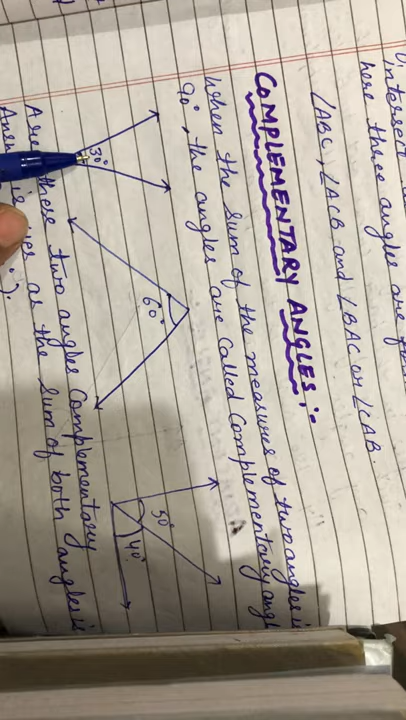 intersect
here three angles are
∠ABC, ∠ACB and ∠BAC or ∠CAB.
COMPLEMENTARY ANGLES:-
When the sum of the measures of two angles is
90°, the angles are called Complementary angl
30°
60°
50°
40°
Are these two angles complementary
yes as the sum of both angles is